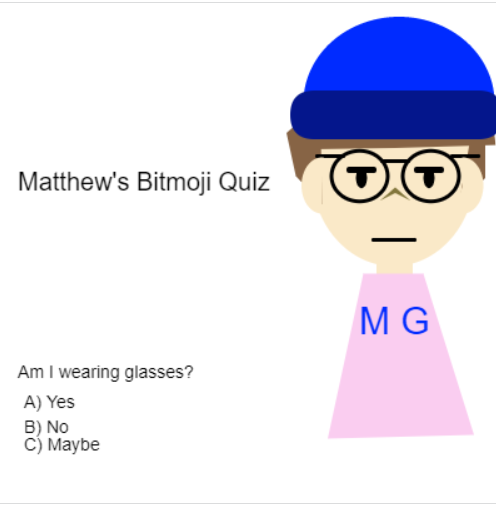 Matthew's Bitmoji Quiz
M G
Am I wearing glasses?
A) Yes
B) No
C) Maybe